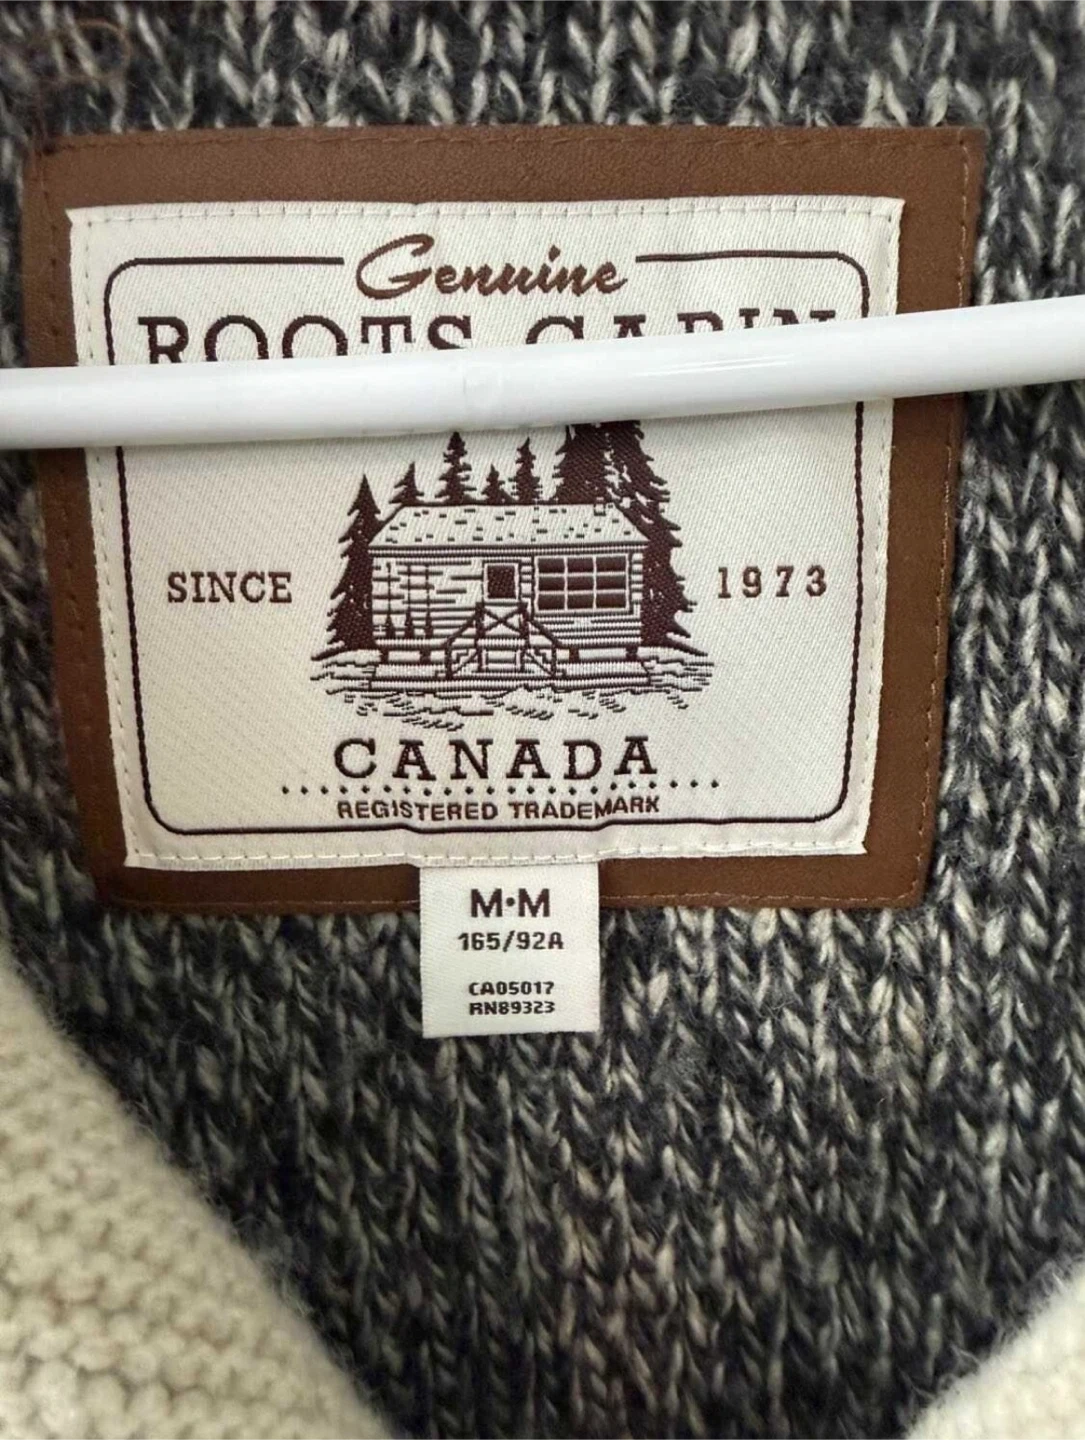 Genuine
ROOTS CABIN
SINCE 1973
CANADA
REGISTERED TRADEMARK
M•M
165/92A
CA05017
RN89323